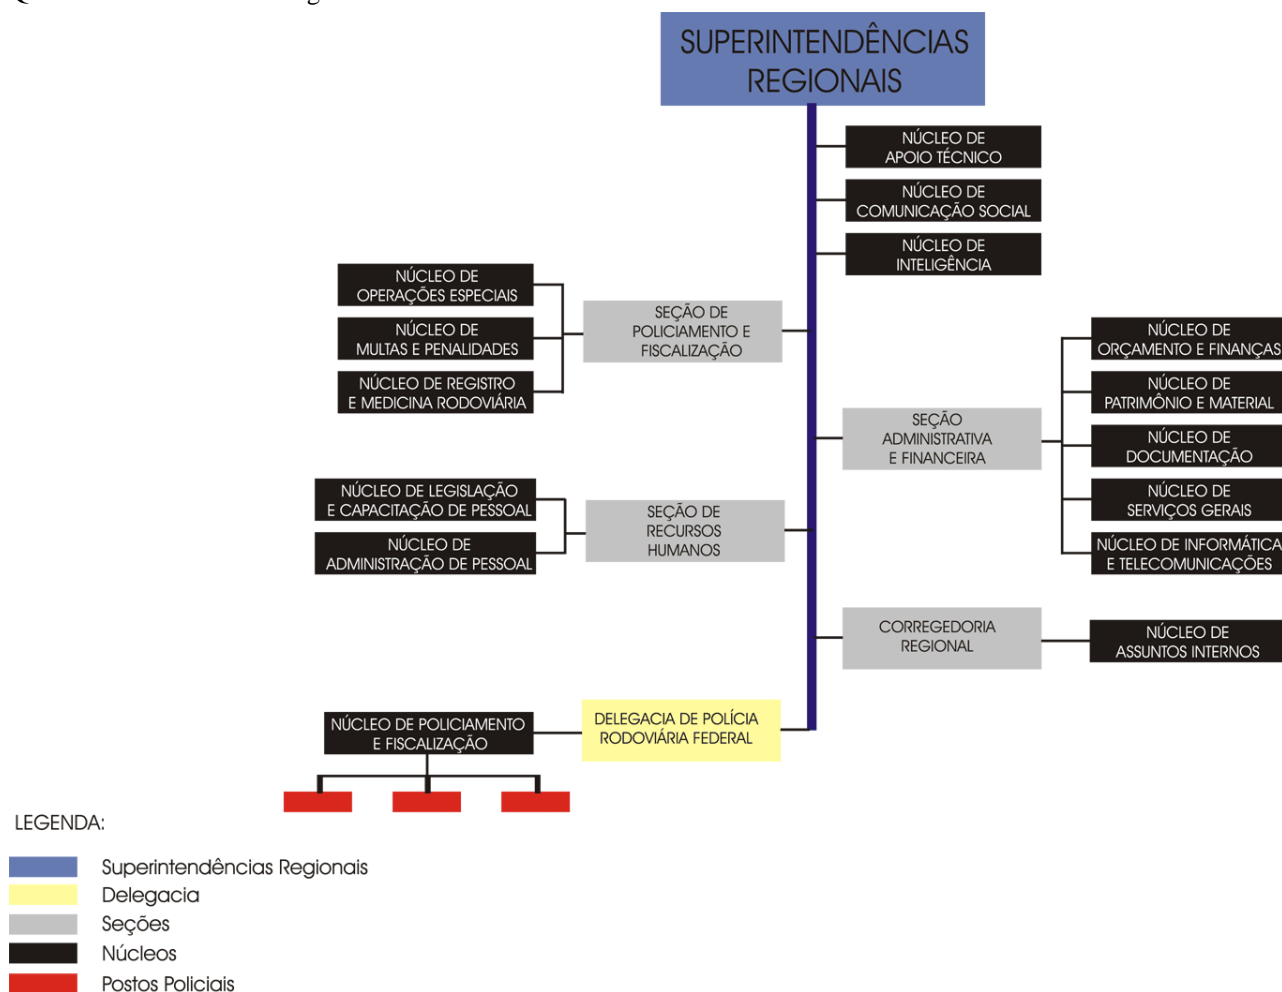 SUPERINTENDÊNCIAS
REGIONAIS
NÚCLEO DE
APOIO TÉCNICO
NÚCLEO DE
COMUNICAÇÃO SOCIAL
NÚCLEO DE
INTELIGÊNCIA
NÚCLEO DE
OPERAÇÕES ESPECIAIS
NÚCLEO DE
MULTAS E PENALIDADES
NÚCLEO DE REGISTRO
E MEDICINA RODOVIÁRIA
SEÇÃO DE
POLICIAMENTO E
FISCALIZAÇÃO
NÚCLEO DE
ORÇAMENTO E FINANÇAS
NÚCLEO DE
PATRIMÔNIO E MATERIAL
NÚCLEO DE
DOCUMENTAÇÃO
NÚCLEO DE
SERVIÇOS GERAIS
NÚCLEO DE INFORMÁTICA
E TELECOMUNICAÇÕES
SEÇÃO
ADMINISTRATIVA
E FINANCEIRA
NÚCLEO DE LEGISLAÇÃO
E CAPACITAÇÃO DE PESSOAL
NÚCLEO DE
ADMINISTRAÇÃO DE PESSOAL
SEÇÃO DE
RECURSOS
HUMANOS
CORREGEDORIA
REGIONAL
NÚCLEO DE
ASSUNTOS INTERNOS
NÚCLEO DE POLICIAMENTO
E FISCALIZAÇÃO
DELEGACIA DE POLÍCIA
RODOVIÁRIA FEDERAL
LEGENDA:
Superintendências Regionais
Delegacia
Seções
Núcleos
Postos Policiais